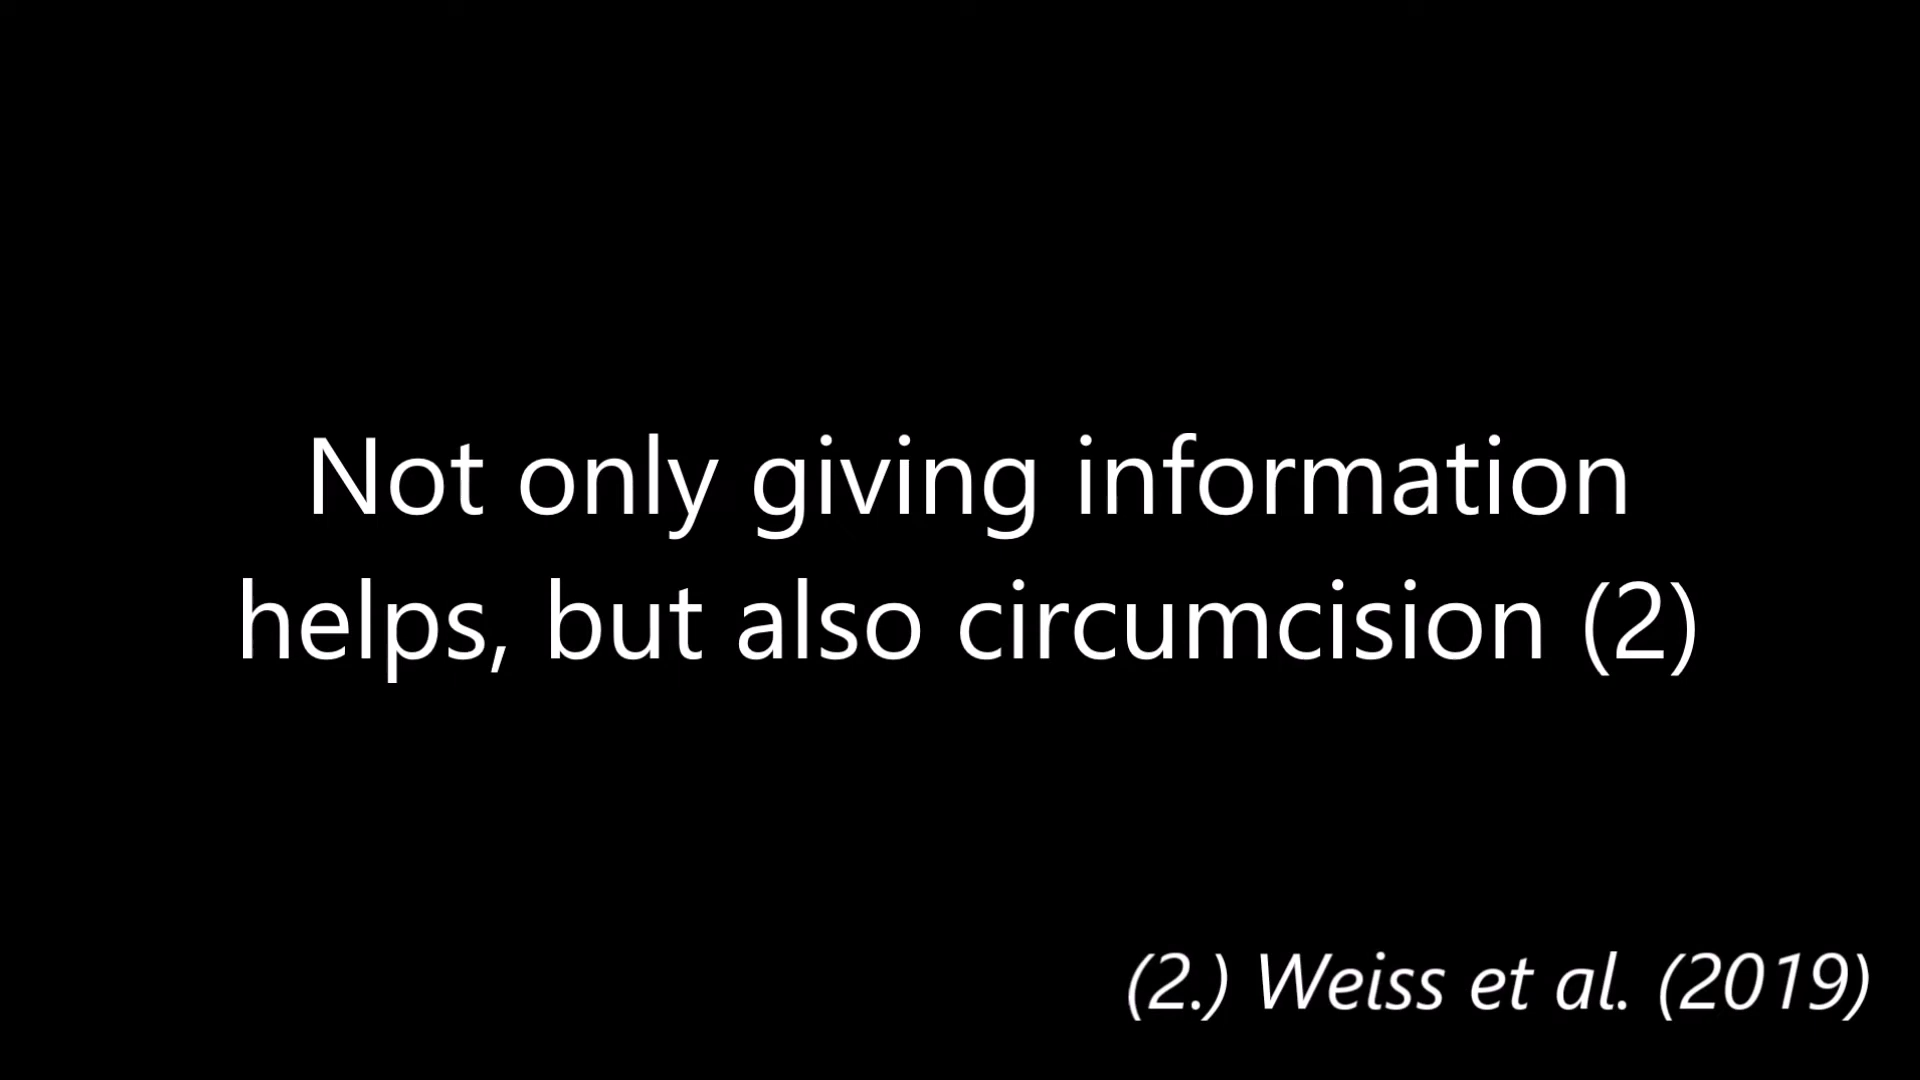 Not only giving information
helps, but also circumcision (2)
(2.) Weiss et al. (2019)